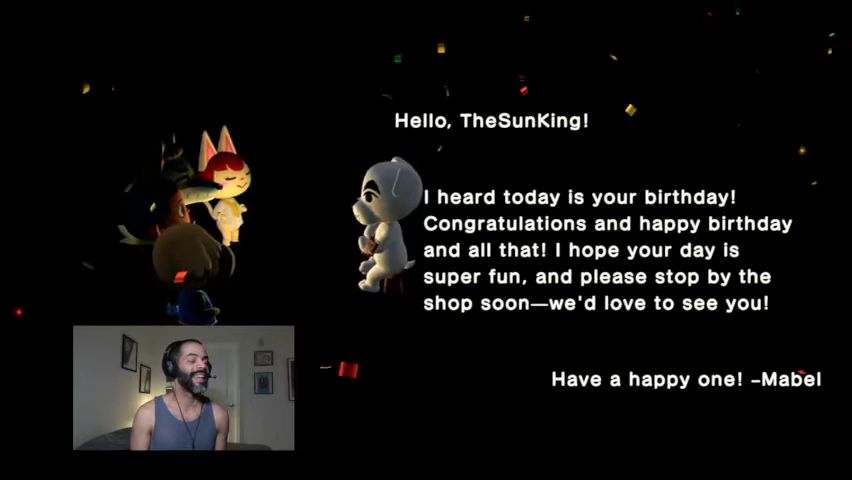 Hello, TheSunKing!
I heard today is your birthday!
Congratulations and happy birthday
and all that! I hope your day is
super fun, and please stop by the
shop soon—we'd love to see you!
Have a happy one! -Mabel